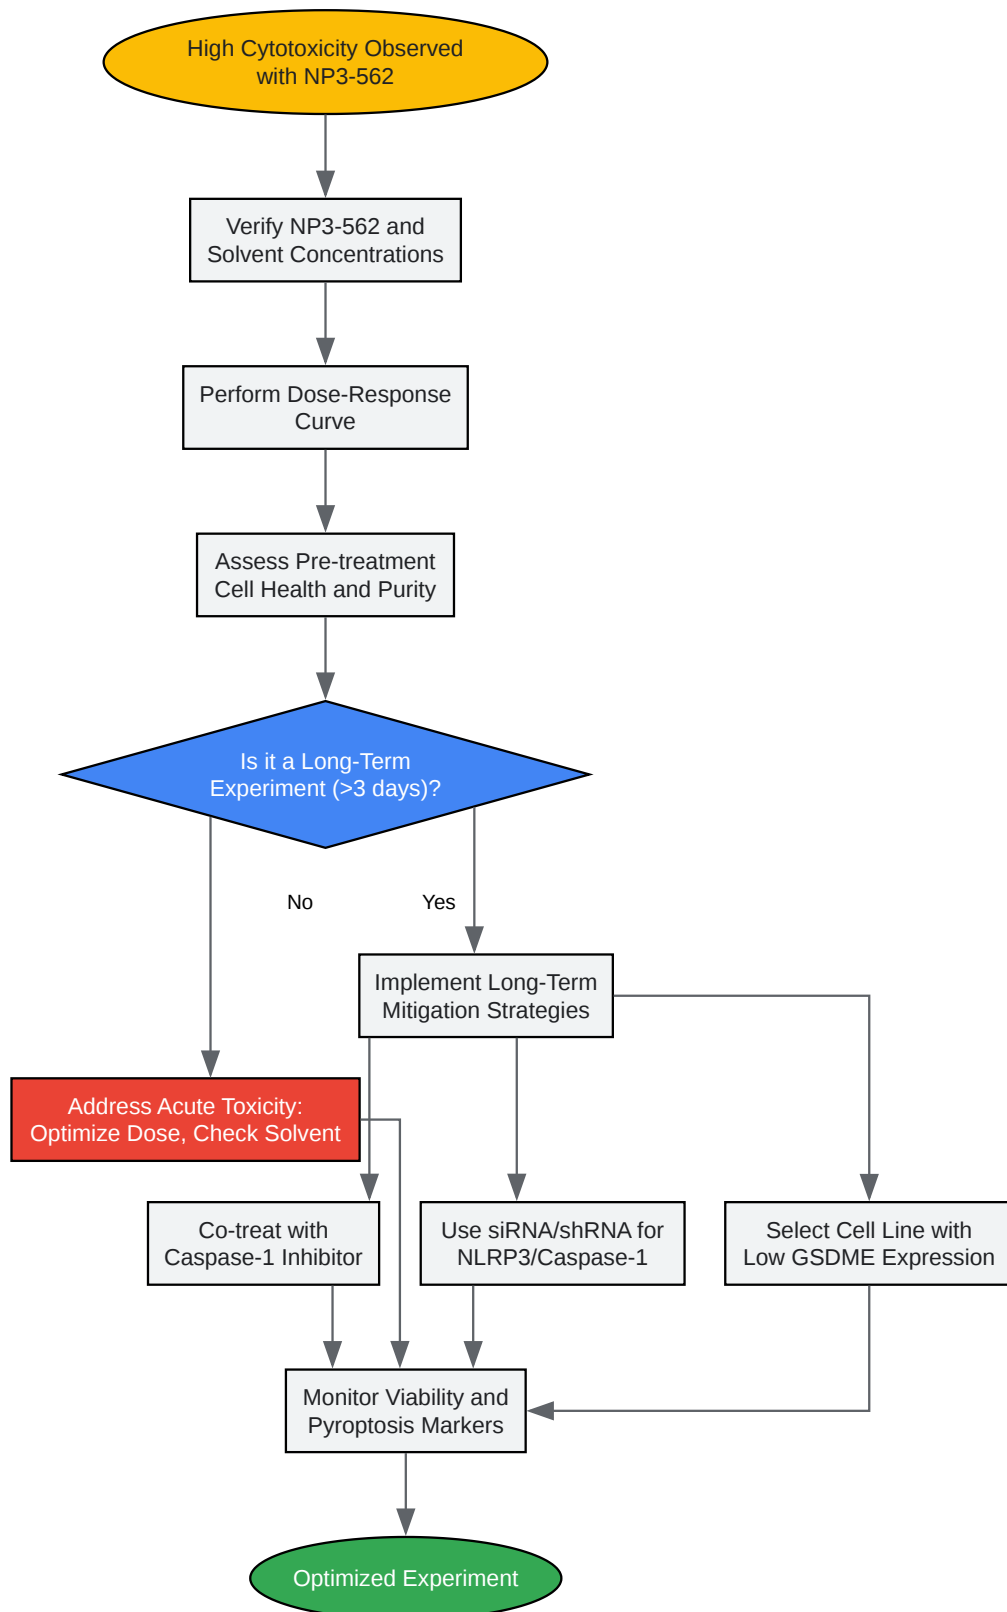 High Cytotoxicity Observed
with NP3-562
Verify NP3-562 and
Solvent Concentrations
Perform Dose-Response
Curve
Assess Pre-treatment
Cell Health and Purity
Is it a Long-Term
Experiment (>3 days)?
No
Yes
Implement Long-Term
Mitigation Strategies
Address Acute Toxicity:
Optimize Dose, Check Solvent
Co-treat with
Caspase-1 Inhibitor
Use siRNA/shRNA for
NLRP3/Caspase-1
Select Cell Line with
Low GSDME Expression
Monitor Viability and
Pyroptosis Markers
Optimized Experiment